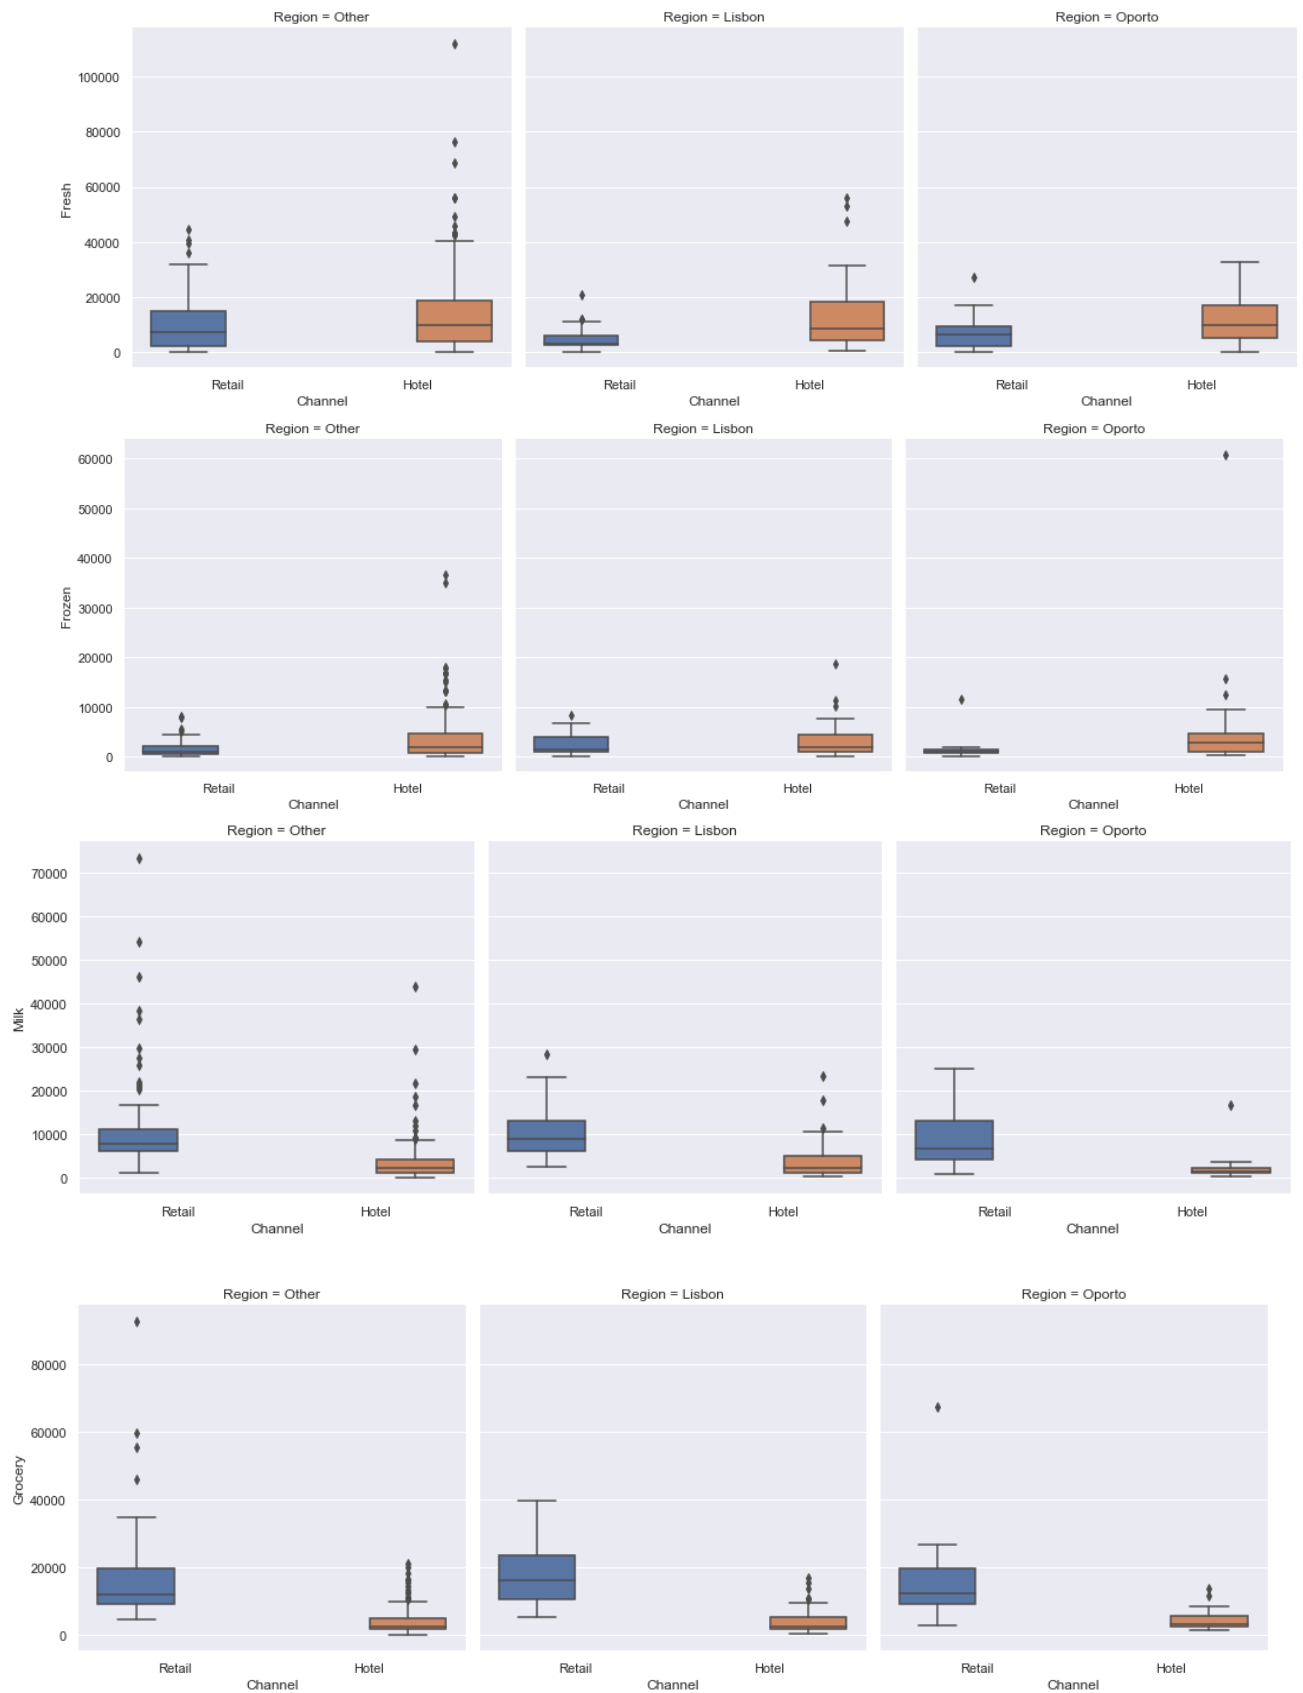 Region = Other Region = Lisbon Region = Oporto
100000
80000
60000
40000
20000
0
Fresh
Retail Hotel Retail Hotel Retail Hotel
Channel Channel Channel
Region = Other Region = Lisbon Region = Oporto
60000
50000
40000
30000
20000
10000
0
Frozen
Retail Hotel Retail Hotel Retail Hotel
Channel Channel Channel
Region = Other Region = Lisbon Region = Oporto
70000
60000
50000
40000
30000
20000
10000
0
Milk
Retail Hotel Retail Hotel Retail Hotel
Channel Channel Channel
Region = Other Region = Lisbon Region = Oporto
80000
60000
40000
20000
0
Grocery
Retail Hotel Retail Hotel Retail Hotel
Channel Channel Channel